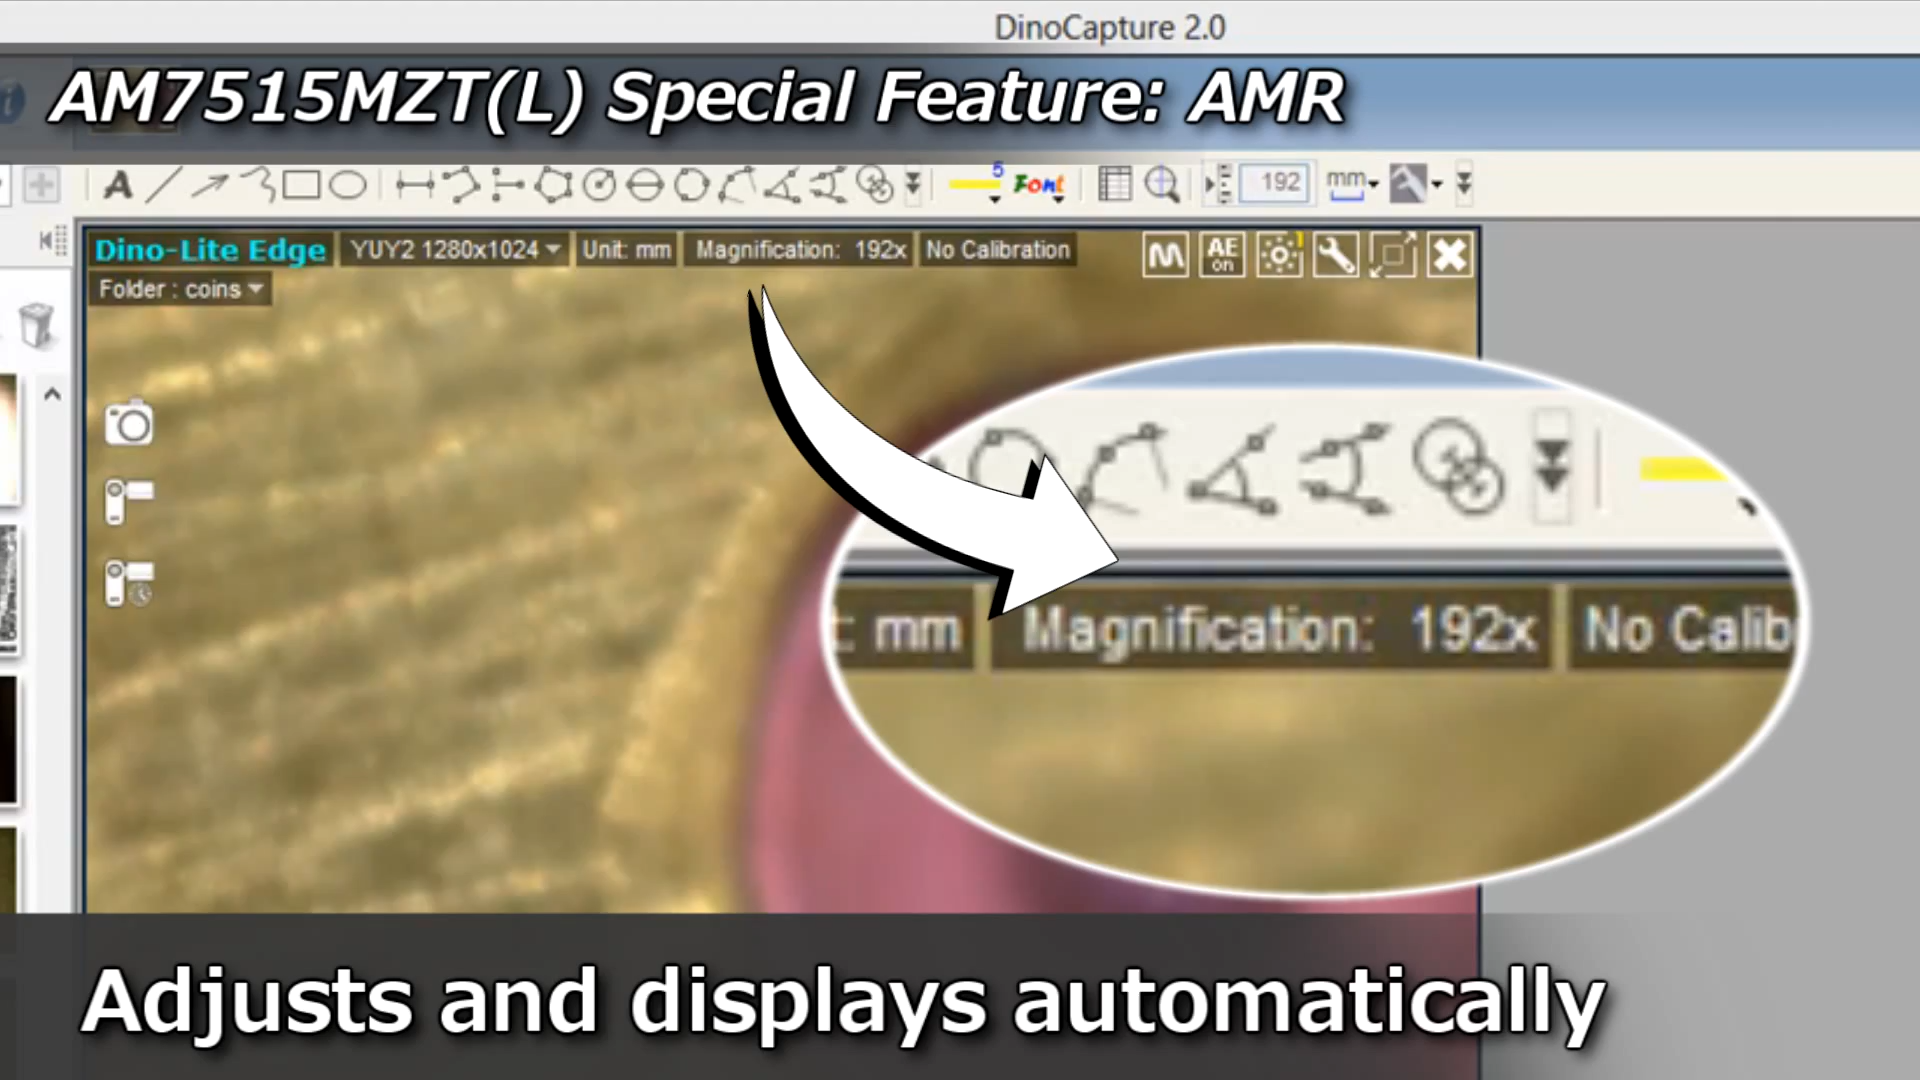 DinoCapture 2.0
AM7515MZT(L) Special Feature: AMR
A 5 Font 192 mm
Dino-Lite Edge YUY2 1280x1024 Unit: mm Magnification: 192x No Calibration AE on
Folder : coins
: mm Magnification: 192x No Calib
Adjusts and displays automatically